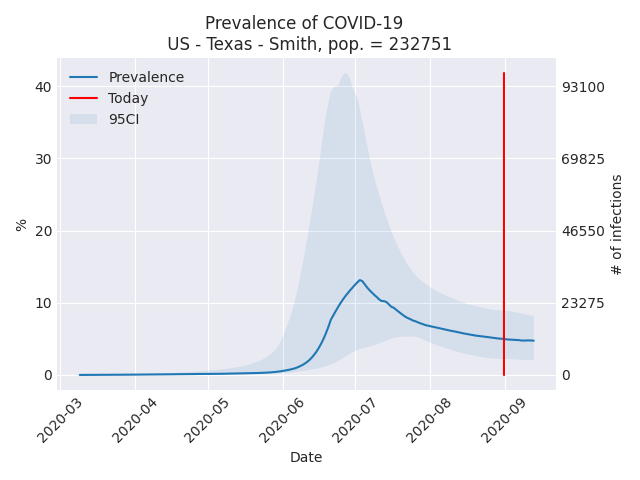 Prevalence of COVID-19
US - Texas - Smith, pop. = 232751
Prevalence
Today
95CI
40
30
20
10
0
%
93100
69825
46550
23275
0
# of infections
2020-03
2020-04
2020-05
2020-06
2020-07
2020-08
2020-09
Date